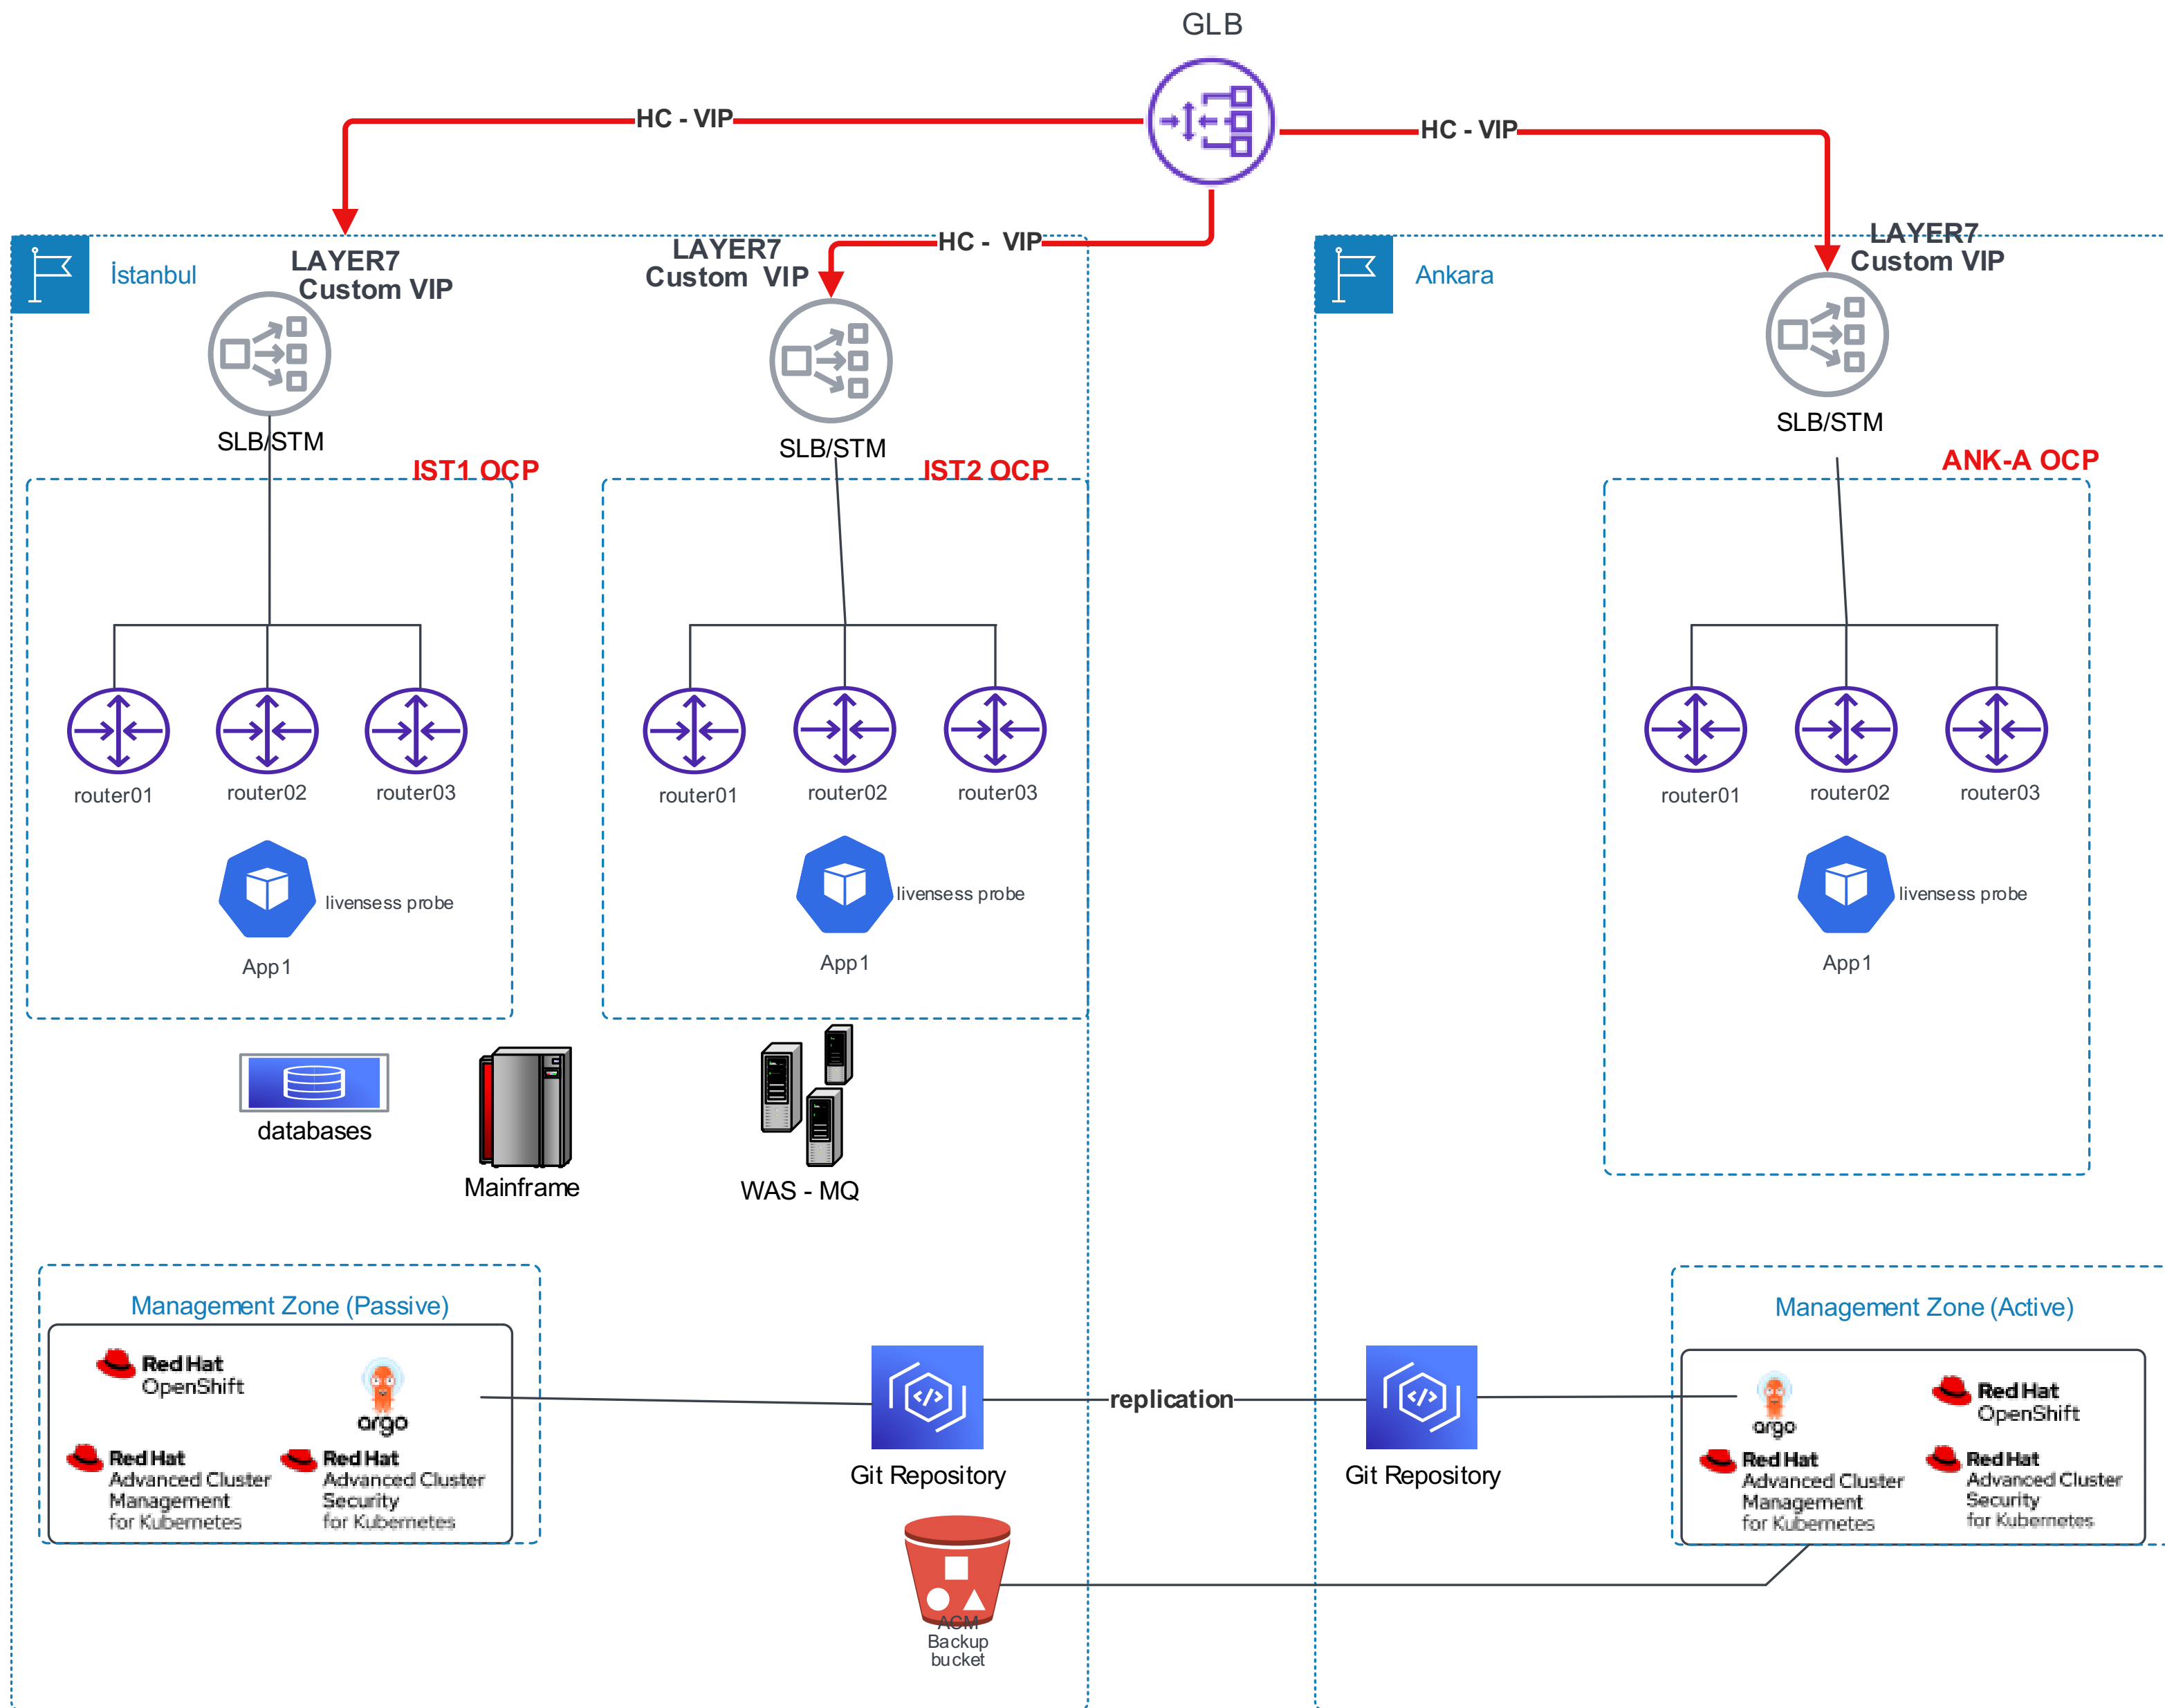 GLB
HC - VIP
HC - VIP
HC - VIP
İstanbul
LAYER7
Custom VIP
LAYER7
Custom VIP
Ankara
LAYER7
Custom VIP
SLB/STM
SLB/STM
SLB/STM
IST1 OCP
IST2 OCP
ANK-A OCP
router01
router02
router03
router01
router02
router03
router01
router02
router03
livensess probe
livensess probe
livensess probe
App1
App1
App1
databases
Mainframe
WAS - MQ
Management Zone (Passive)
Red Hat
OpenShift
argo
Red Hat
Advanced Cluster
Management
for Kubernetes
Red Hat
Advanced Cluster
Security
for Kubernetes
Git Repository
replication
Git Repository
Management Zone (Active)
argo
Red Hat
OpenShift
Red Hat
Advanced Cluster
Management
for Kubernetes
Red Hat
Advanced Cluster
Security
for Kubernetes
ACM
Backup
bucket